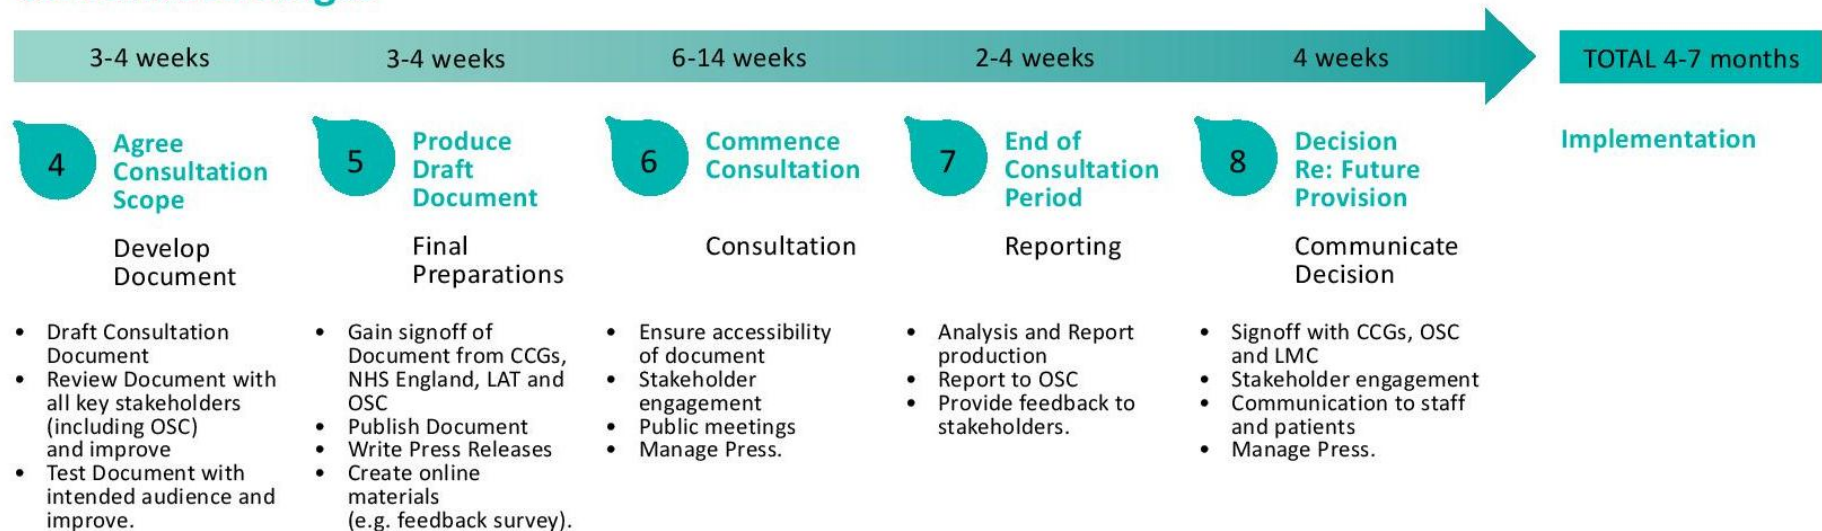 3-4 weeks
3-4 weeks
6-14 weeks
2-4 weeks
4 weeks
TOTAL 4-7 months
4
Agree
Consultation
Scope
Develop
Document
• Draft Consultation
Document
• Review Document with
all key stakeholders
(including OSC)
and improve
• Test Document with
intended audience and
improve.
5
Produce
Draft
Document
Final
Preparations
• Gain signoff of
Document from CCGs,
NHS England, LAT and
OSC
• Publish Document
• Write Press Releases
• Create online
materials
(e.g. feedback survey).
6
Commence
Consultation
Consultation
• Ensure accessibility
of document
• Stakeholder
engagement
• Public meetings
• Manage Press.
7
End of
Consultation
Period
Reporting
• Analysis and Report
production
• Report to OSC
• Provide feedback to
stakeholders.
8
Decision
Re: Future
Provision
Communicate
Decision
• Signoff with CCGs, OSC
and LMC
• Stakeholder engagement
• Communication to staff
and patients
• Manage Press.
Implementation